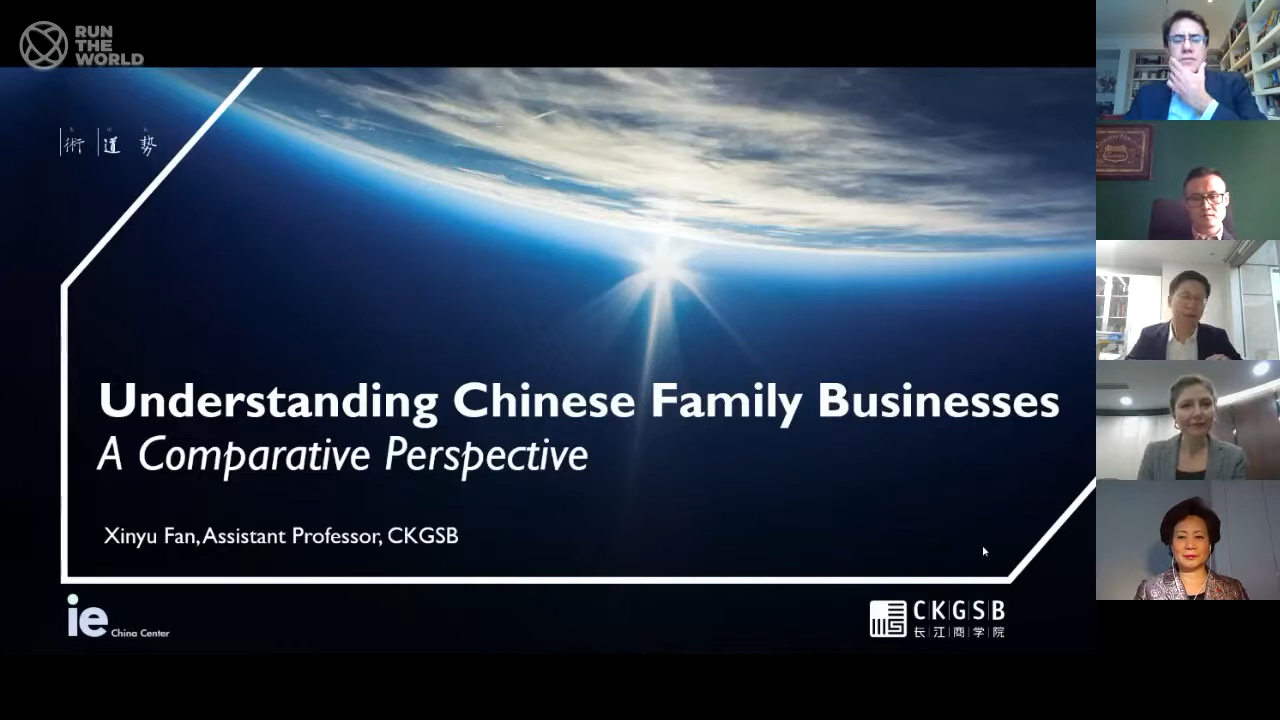 RUN
THE
WORLD
術 道 勢
Understanding Chinese Family Businesses
A Comparative Perspective
Xinyu Fan, Assistant Professor, CKGSB
ie China Center
CKGSB
长江商学院